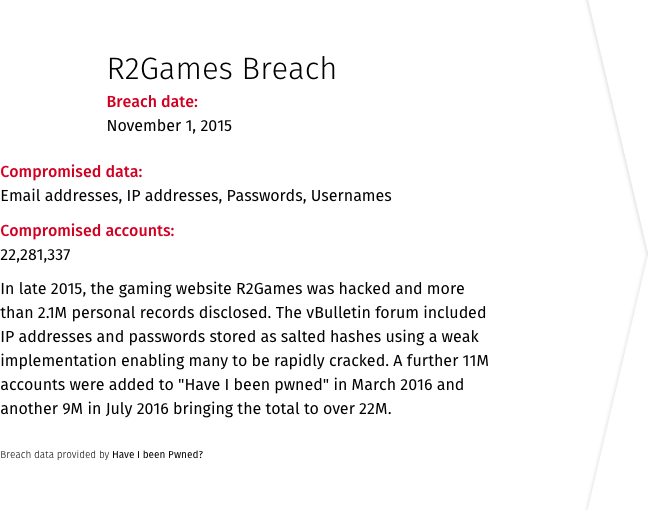 R2Games Breach
Breach date:
November 1, 2015
Compromised data:
Email addresses, IP addresses, Passwords, Usernames
Compromised accounts:
22,281,337
In late 2015, the gaming website R2Games was hacked and more
than 2.1M personal records disclosed. The vBulletin forum included
IP addresses and passwords stored as salted hashes using a weak
implementation enabling many to be rapidly cracked. A further 11M
accounts were added to "Have I been pwned" in March 2016 and
another 9M in July 2016 bringing the total to over 22M.
Breach data provided by Have I been Pwned?